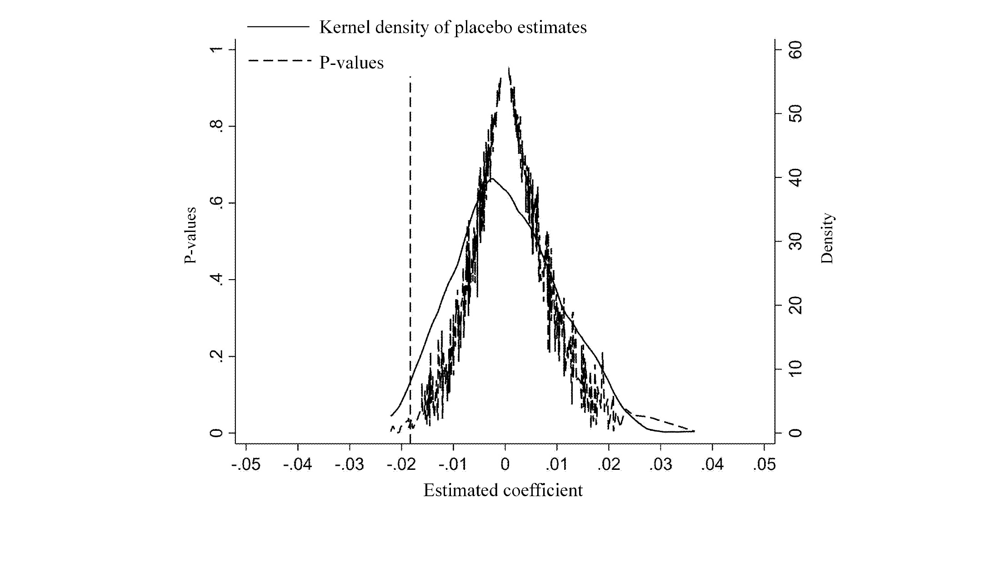 Kernel density of placebo estimates
P-values
1
.8
.6
.4
.2
0
P-values
60
50
40
30
20
10
0
Density
-.05 -.04 -.03 -.02 -.01 0 .01 .02 .03 .04 .05
Estimated coefficient